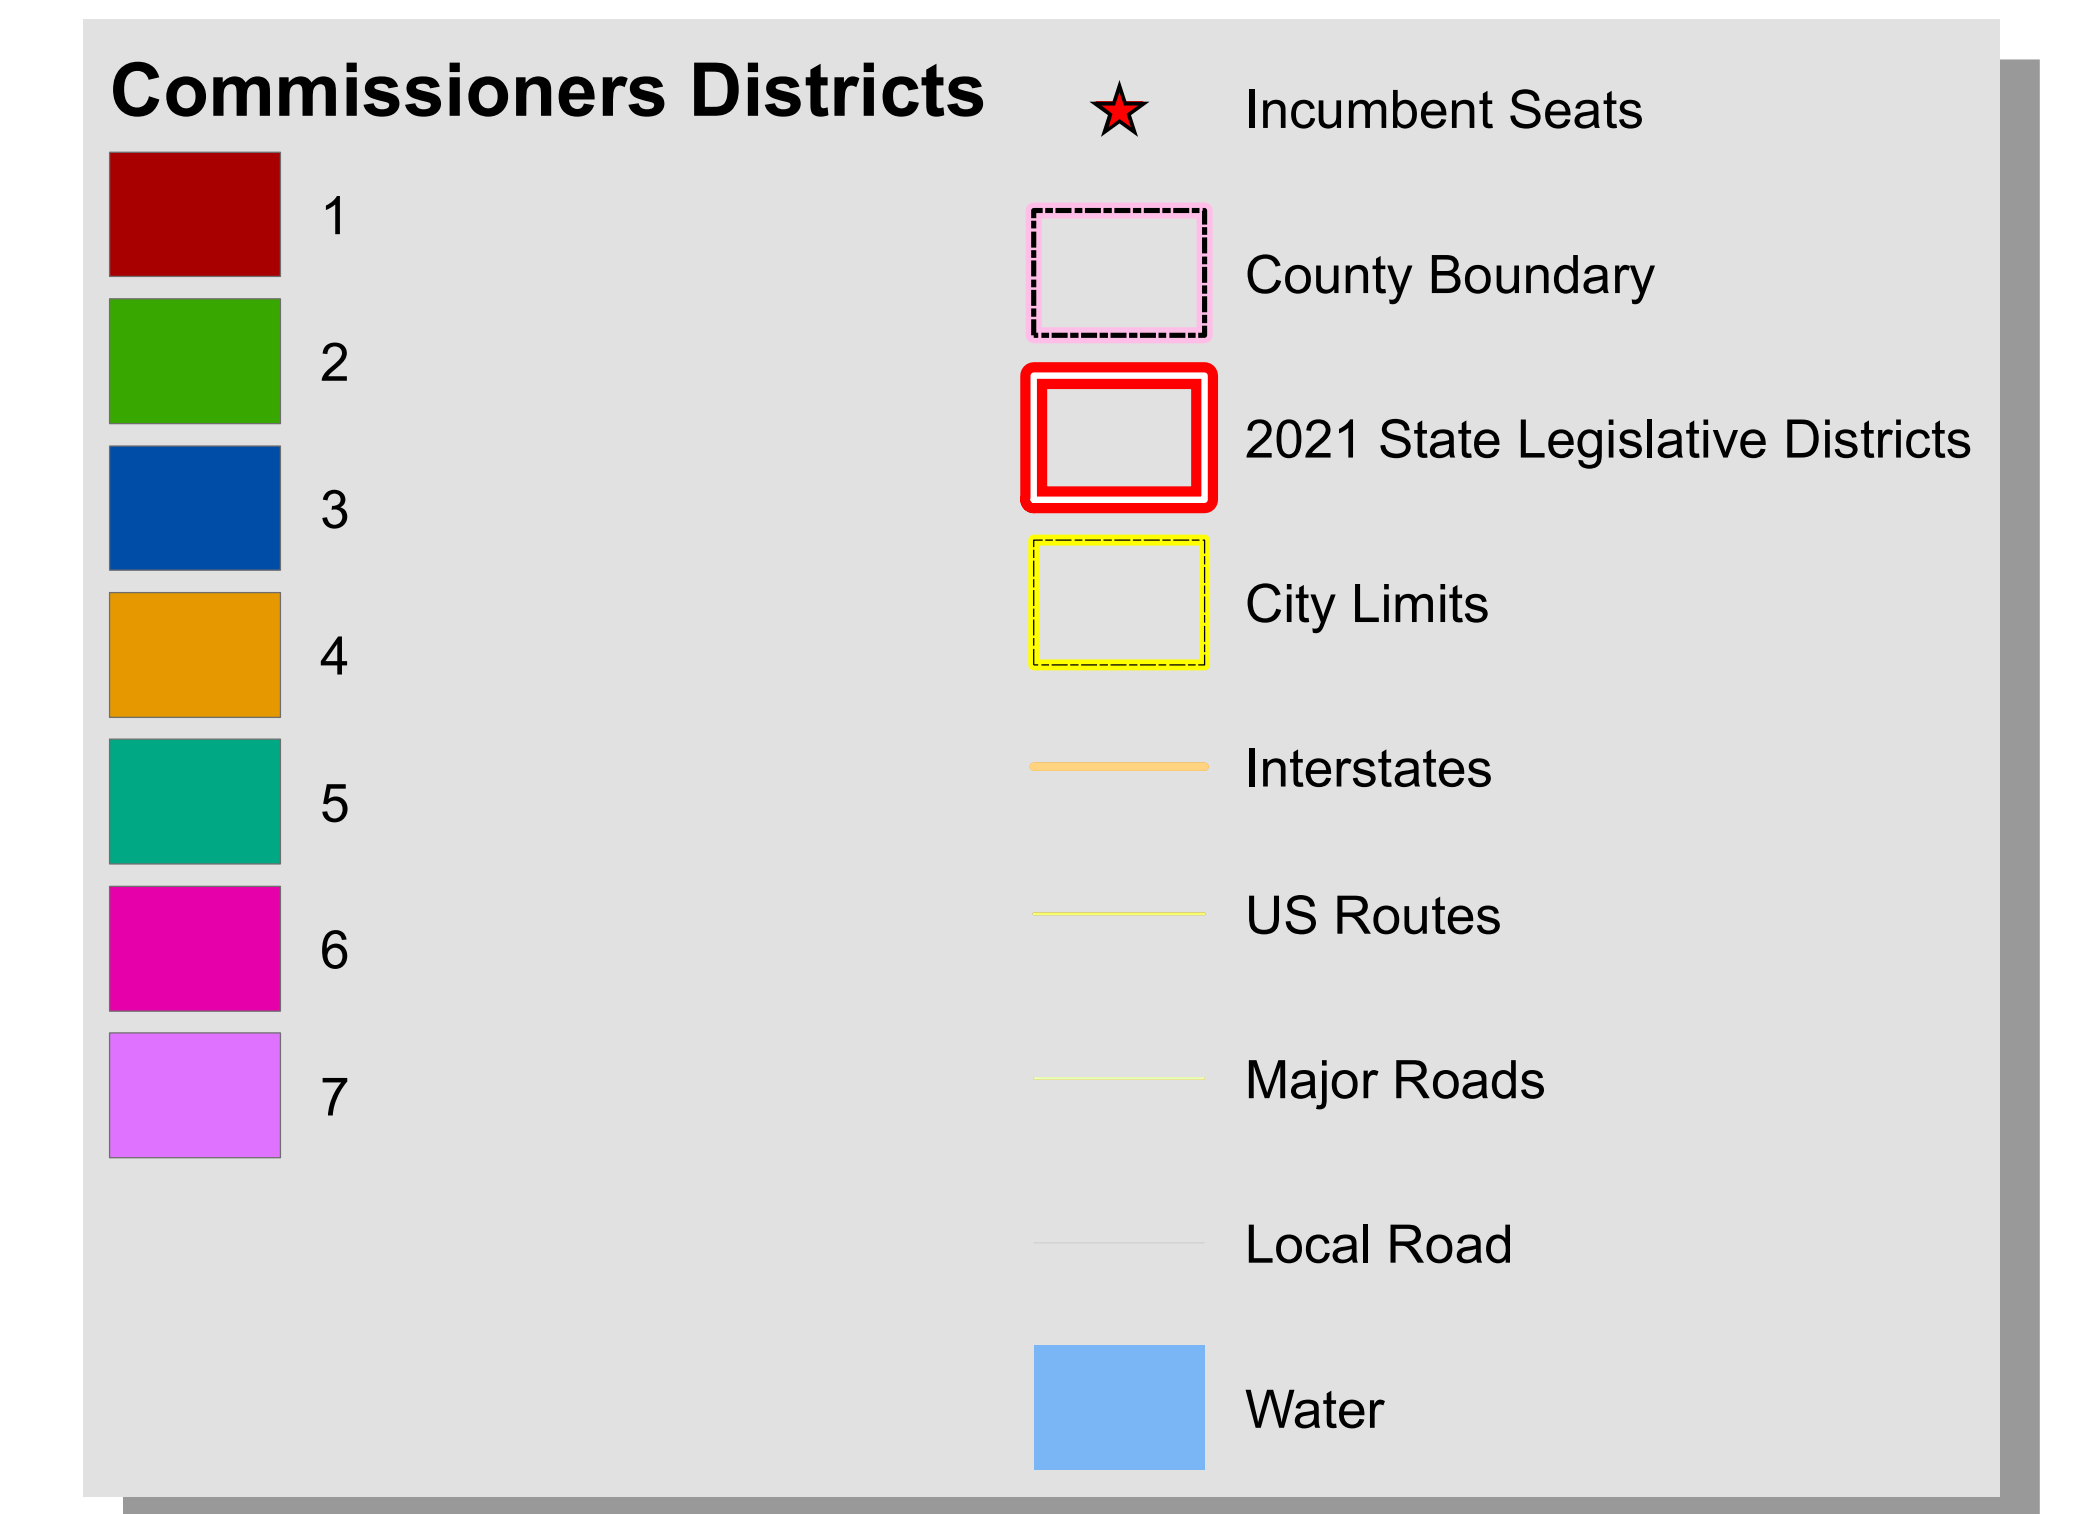 Commissioners Districts
1
2
3
4
5
6
7
Incumbent Seats
County Boundary
2021 State Legislative Districts
City Limits
Interstates
US Routes
Major Roads
Local Road
Water